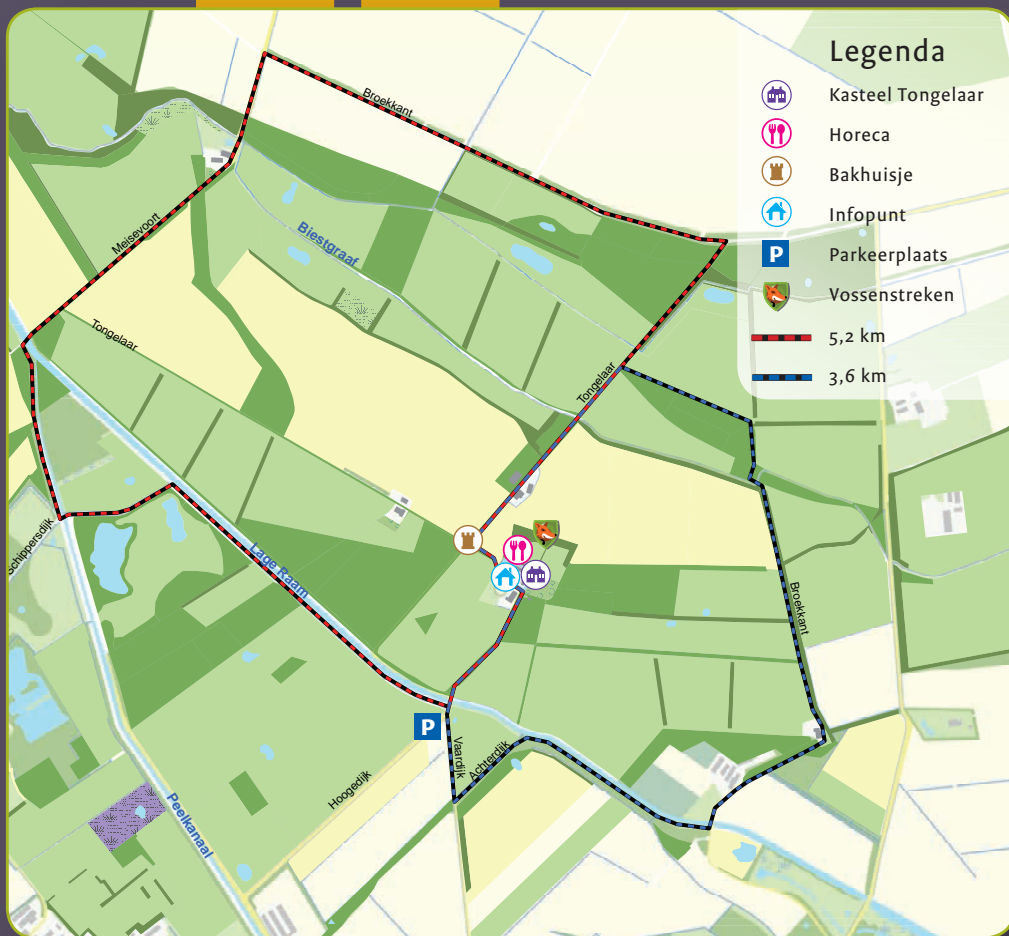 Legenda
Kasteel Tongelaar
Horeca
Bakhuisje
Infopunt
P Parkeerplaats
Vossenstreken
5,2 km
3,6 km
Broekkant
Meisevoort
Biestgraaf
Tongelaar
Tongelaar
Schippersdijk
Lage Raam
Broekkant
P
Vaardijk
Achterdijk
Hoogedijk
Peelkanaal